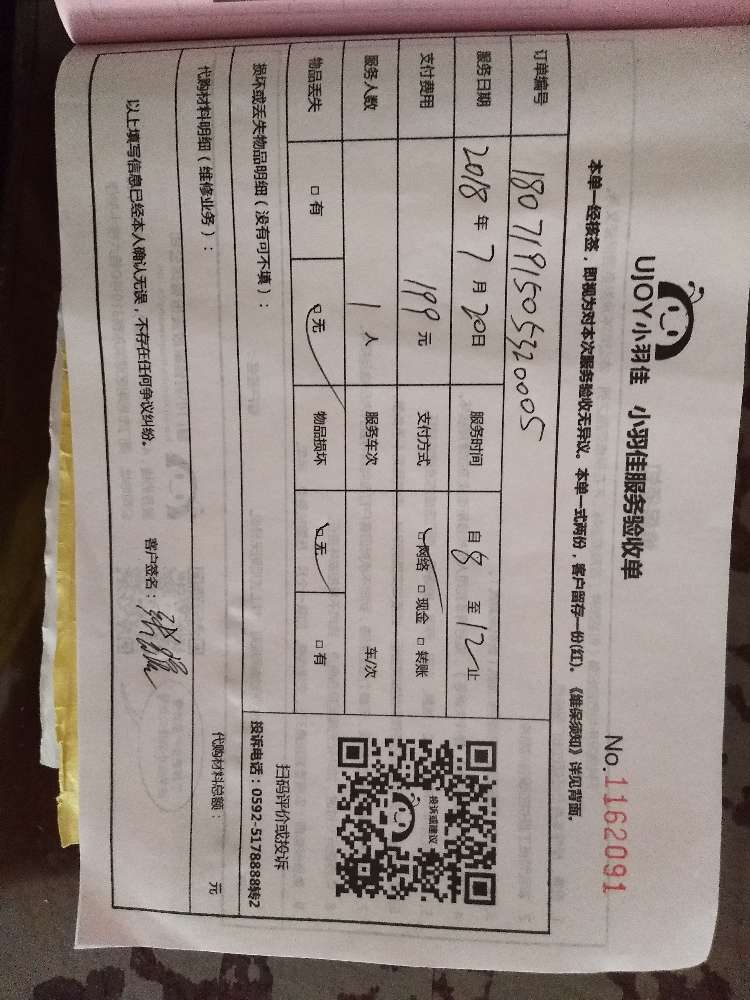 UJOY小羽佳 小羽佳服务验收单
No.1162091
本单一经核签，即视为对本次服务验收无异议。本单一式两份，客户留存一份(红)。《维保须知》详见背面。
订单编号 1807191505320005
服务日期 2018年7月20日 服务时间 自8至12止
支付费用 199元 支付方式 网络 现金 转账
服务人数 1人 服务车次 车/次
物品丢失 有 无 物品损坏 无 有
投诉或建议
扫码评价或投诉
投诉电话：0592-5178888转2
损坏或丢失物品明细（没有可不填）：
代购材料明细（维修业务）： 代购材料总额： 元
以上填写信息已经本人确认无误，不存在任何争议纠纷。 客户签名：